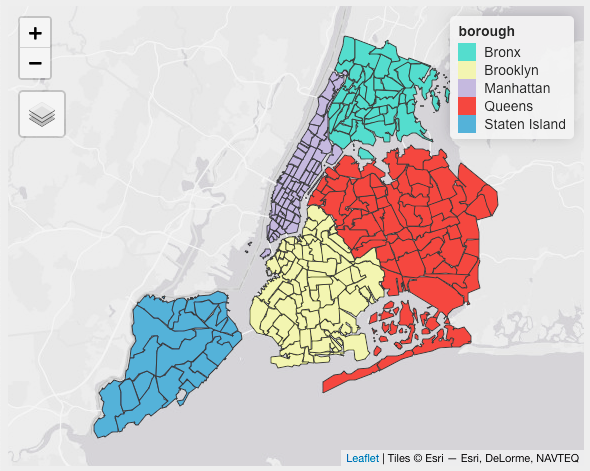 +
−
borough
Bronx
Brooklyn
Manhattan
Queens
Staten Island
Leaflet | Tiles © Esri — Esri, DeLorme, NAVTEQ